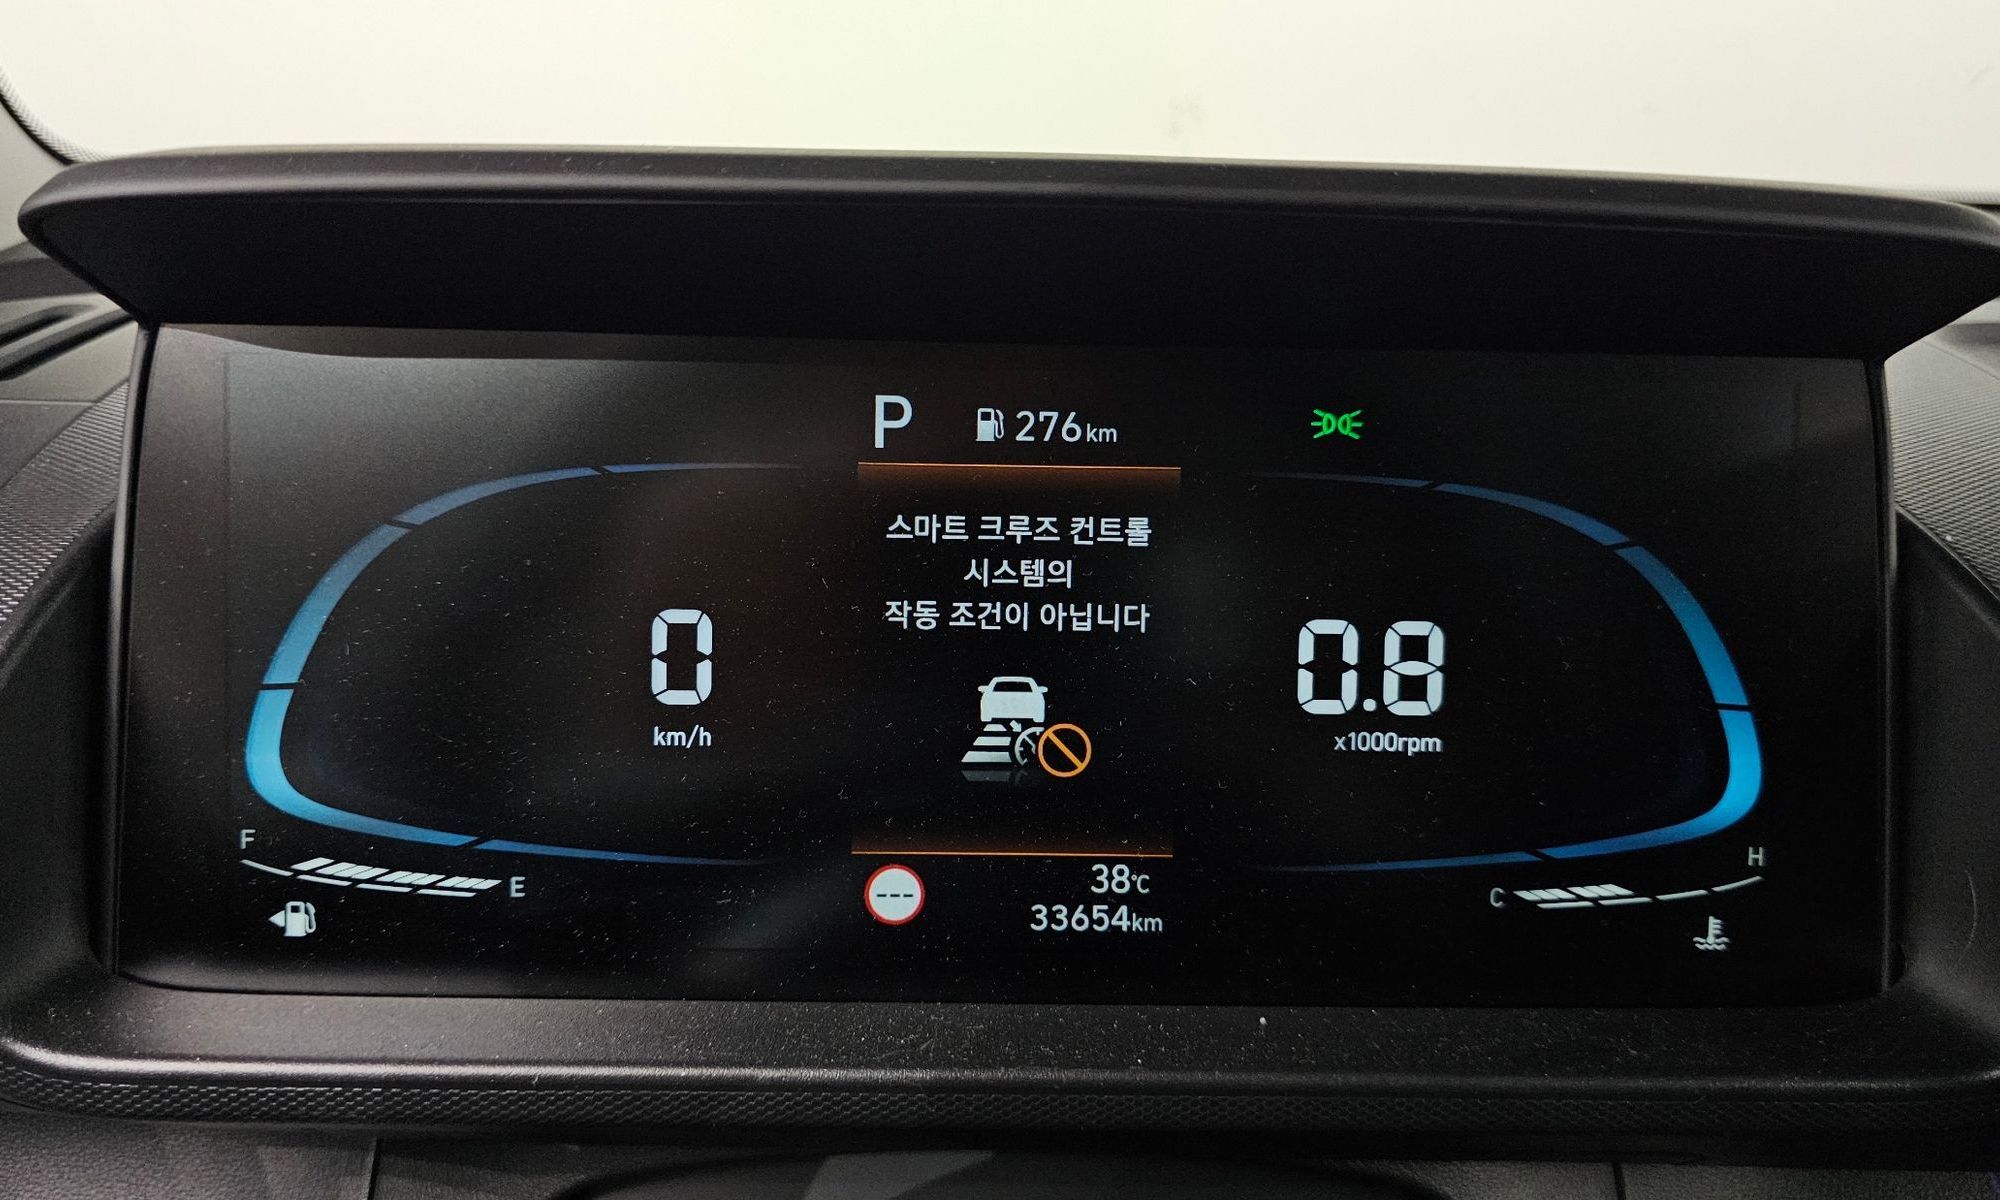 P 276km
스마트 크루즈 컨트롤
시스템의
작동 조건이 아닙니다
0
km/h
0.8
x1000rpm
F
E
---
38℃
33654km
C
H